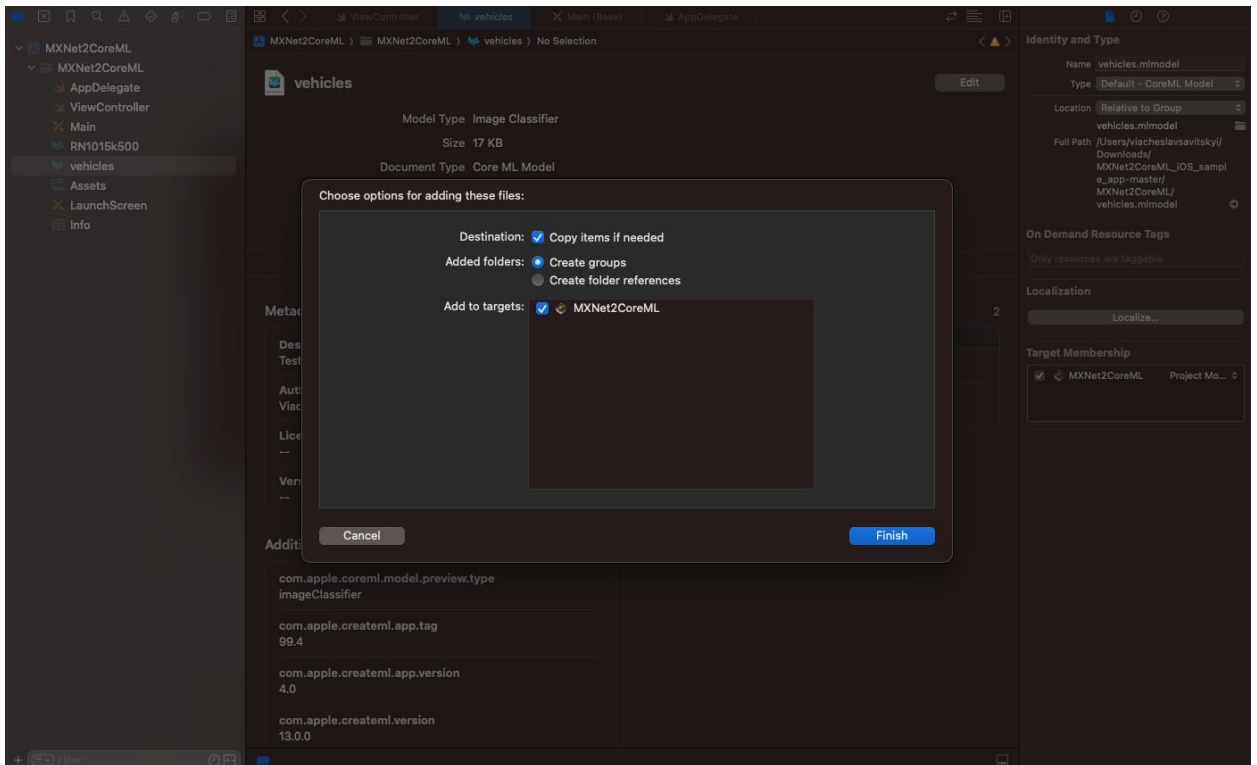 ViewController
vehicles
Main (Base)
AppDelegate
MXNet2CoreML
MXNet2CoreML
AppDelegate
ViewController
Main
RN1015k500
vehicles
Assets
LaunchScreen
Info
Filter
MXNet2CoreML 〉 MXNet2CoreML 〉 vehicles 〉 No Selection
vehicles
Edit
Model Type Image Classifier
Size 17 KB
Document Type Core ML Model
Choose options for adding these files:
Destination: Copy items if needed
Added folders: Create groups
Create folder references
Add to targets: MXNet2CoreML
Cancel
Finish
Metad
2
Des
Test
Auth
Viac
Lice
--
Vers
--
Additi
com.apple.coreml.model.preview.type
imageClassifier
com.apple.createml.app.tag
99.4
com.apple.createml.app.version
4.0
com.apple.createml.version
13.0.0
Identity and Type
Name vehicles.mlmodel
Type Default - CoreML Model
Location Relative to Group
vehicles.mlmodel
Full Path /Users/viacheslavsavitskyi/
Downloads/
MXNet2CoreML_iOS_sampl
e_app-master/
MXNet2CoreML/
vehicles.mlmodel
On Demand Resource Tags
Only resources are taggable
Localization
Localize...
Target Membership
MXNet2CoreML Project Mo...